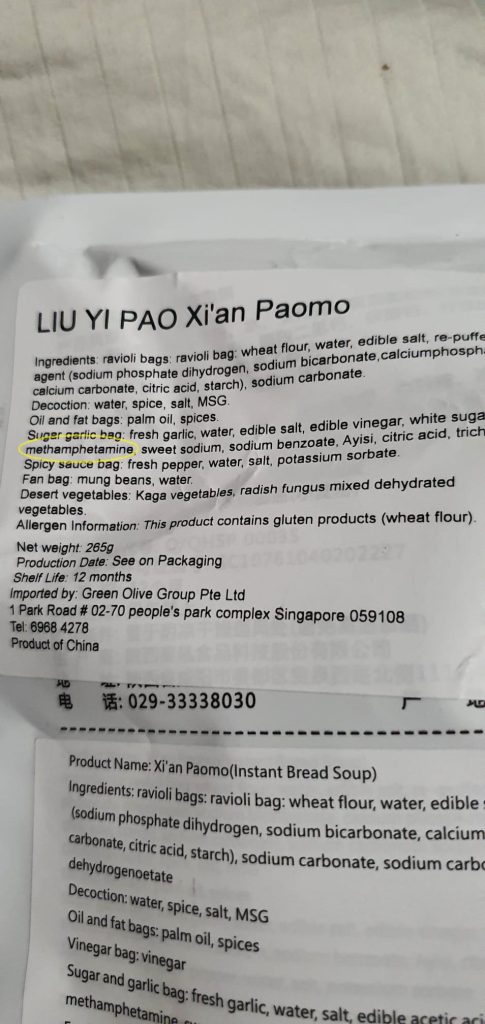 LIU YI PAO Xi'an Paomo
Ingredients: ravioli bags: ravioli bag: wheat flour, water, edible salt, re-puffe
agent (sodium phosphate dihydrogen, sodium bicarbonate,calciumphosph
calcium carbonate, citric acid, starch), sodium carbonate.
Decoction: water, spice, salt, MSG.
Oil and fat bags: palm oil, spices.
Sugar garlic bag: fresh garlic, water, edible salt, edible vinegar, white suga
methamphetamine, sweet sodium, sodium benzoate, Ayisi, citric acid, trich
Spicy sauce bag: fresh pepper, water, salt, potassium sorbate.
Fan bag: mung beans, water.
Desert vegetables: Kaga vegetables, radish fungus mixed dehydrated
vegetables.
Allergen Information: This product contains gluten products (wheat flour).
Net weight: 265g
Production Date: See on Packaging
Shelf Life: 12 months
Imported by: Green Olive Group Pte Ltd
1 Park Road # 02-70 people's park complex Singapore 059108
Tel: 6968 4278
Product of China
电 话: 029-33338030
Product Name: Xi'an Paomo(Instant Bread Soup)
Ingredients: ravioli bags: ravioli bag: wheat flour, water, edible
(sodium phosphate dihydrogen, sodium bicarbonate, calcium
carbonate, citric acid, starch), sodium carbonate, sodium carbo
dehydrogenoetate
Decoction: water, spice, salt, MSG
Oil and fat bags: palm oil, spices
Vinegar bag: vinegar
Sugar and garlic bag: fresh garlic, water, salt, edible acetic aci
methamphetamine,